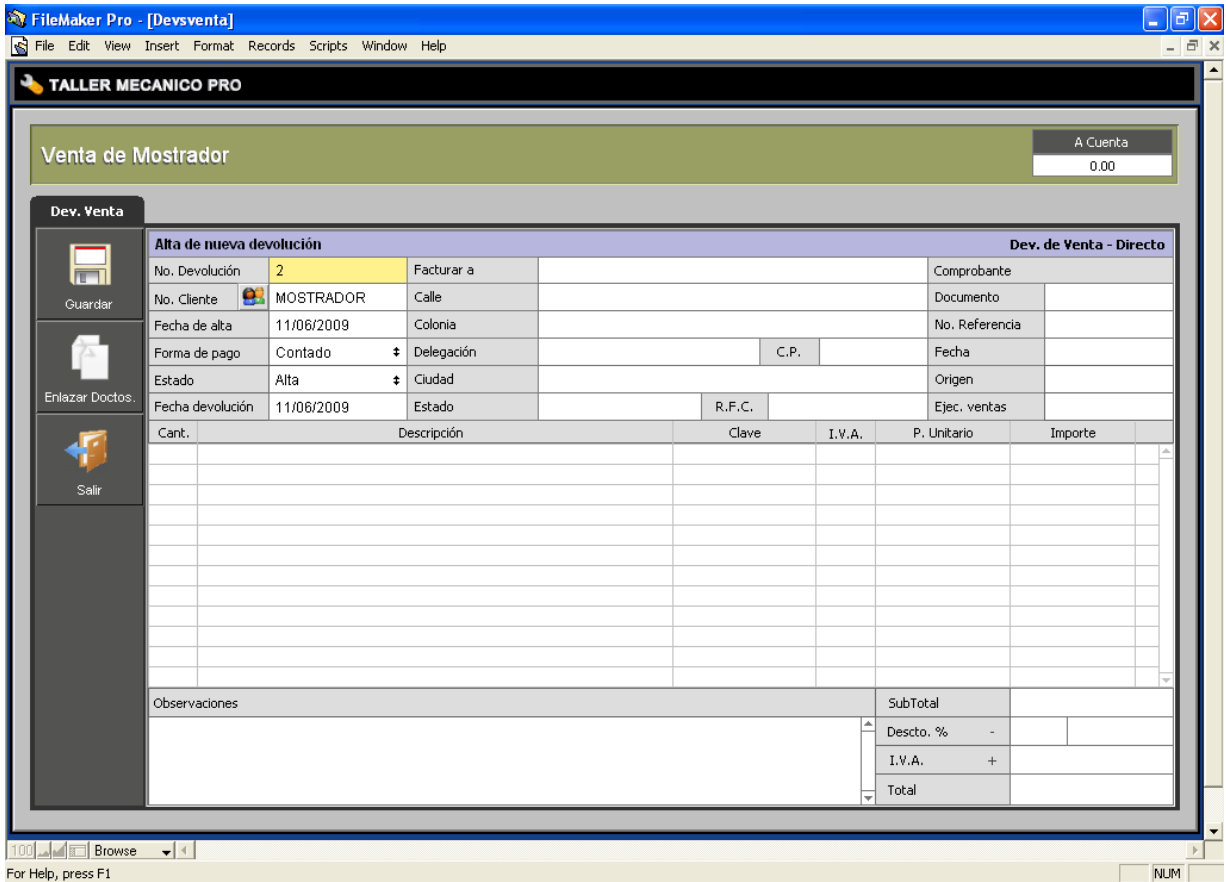 FileMaker Pro - [Devsventa]
File Edit View Insert Format Records Scripts Window Help
TALLER MECANICO PRO
Venta de Mostrador
A Cuenta
0.00
Dev. Venta
Guardar
Enlazar Doctos.
Salir
Alta de nueva devolución Dev. de Venta - Directo
No. Devolución 2 Facturar a Comprobante
No. Cliente MOSTRADOR Calle Documento
Fecha de alta 11/06/2009 Colonia No. Referencia
Forma de pago Contado Delegación C.P. Fecha
Estado Alta Ciudad Origen
Fecha devolución 11/06/2009 Estado R.F.C. Ejec. ventas
Cant. Descripción Clave I.V.A. P. Unitario Importe
Observaciones SubTotal
Descto. % -
I.V.A. +
Total
100 Browse
For Help, press F1 NUM